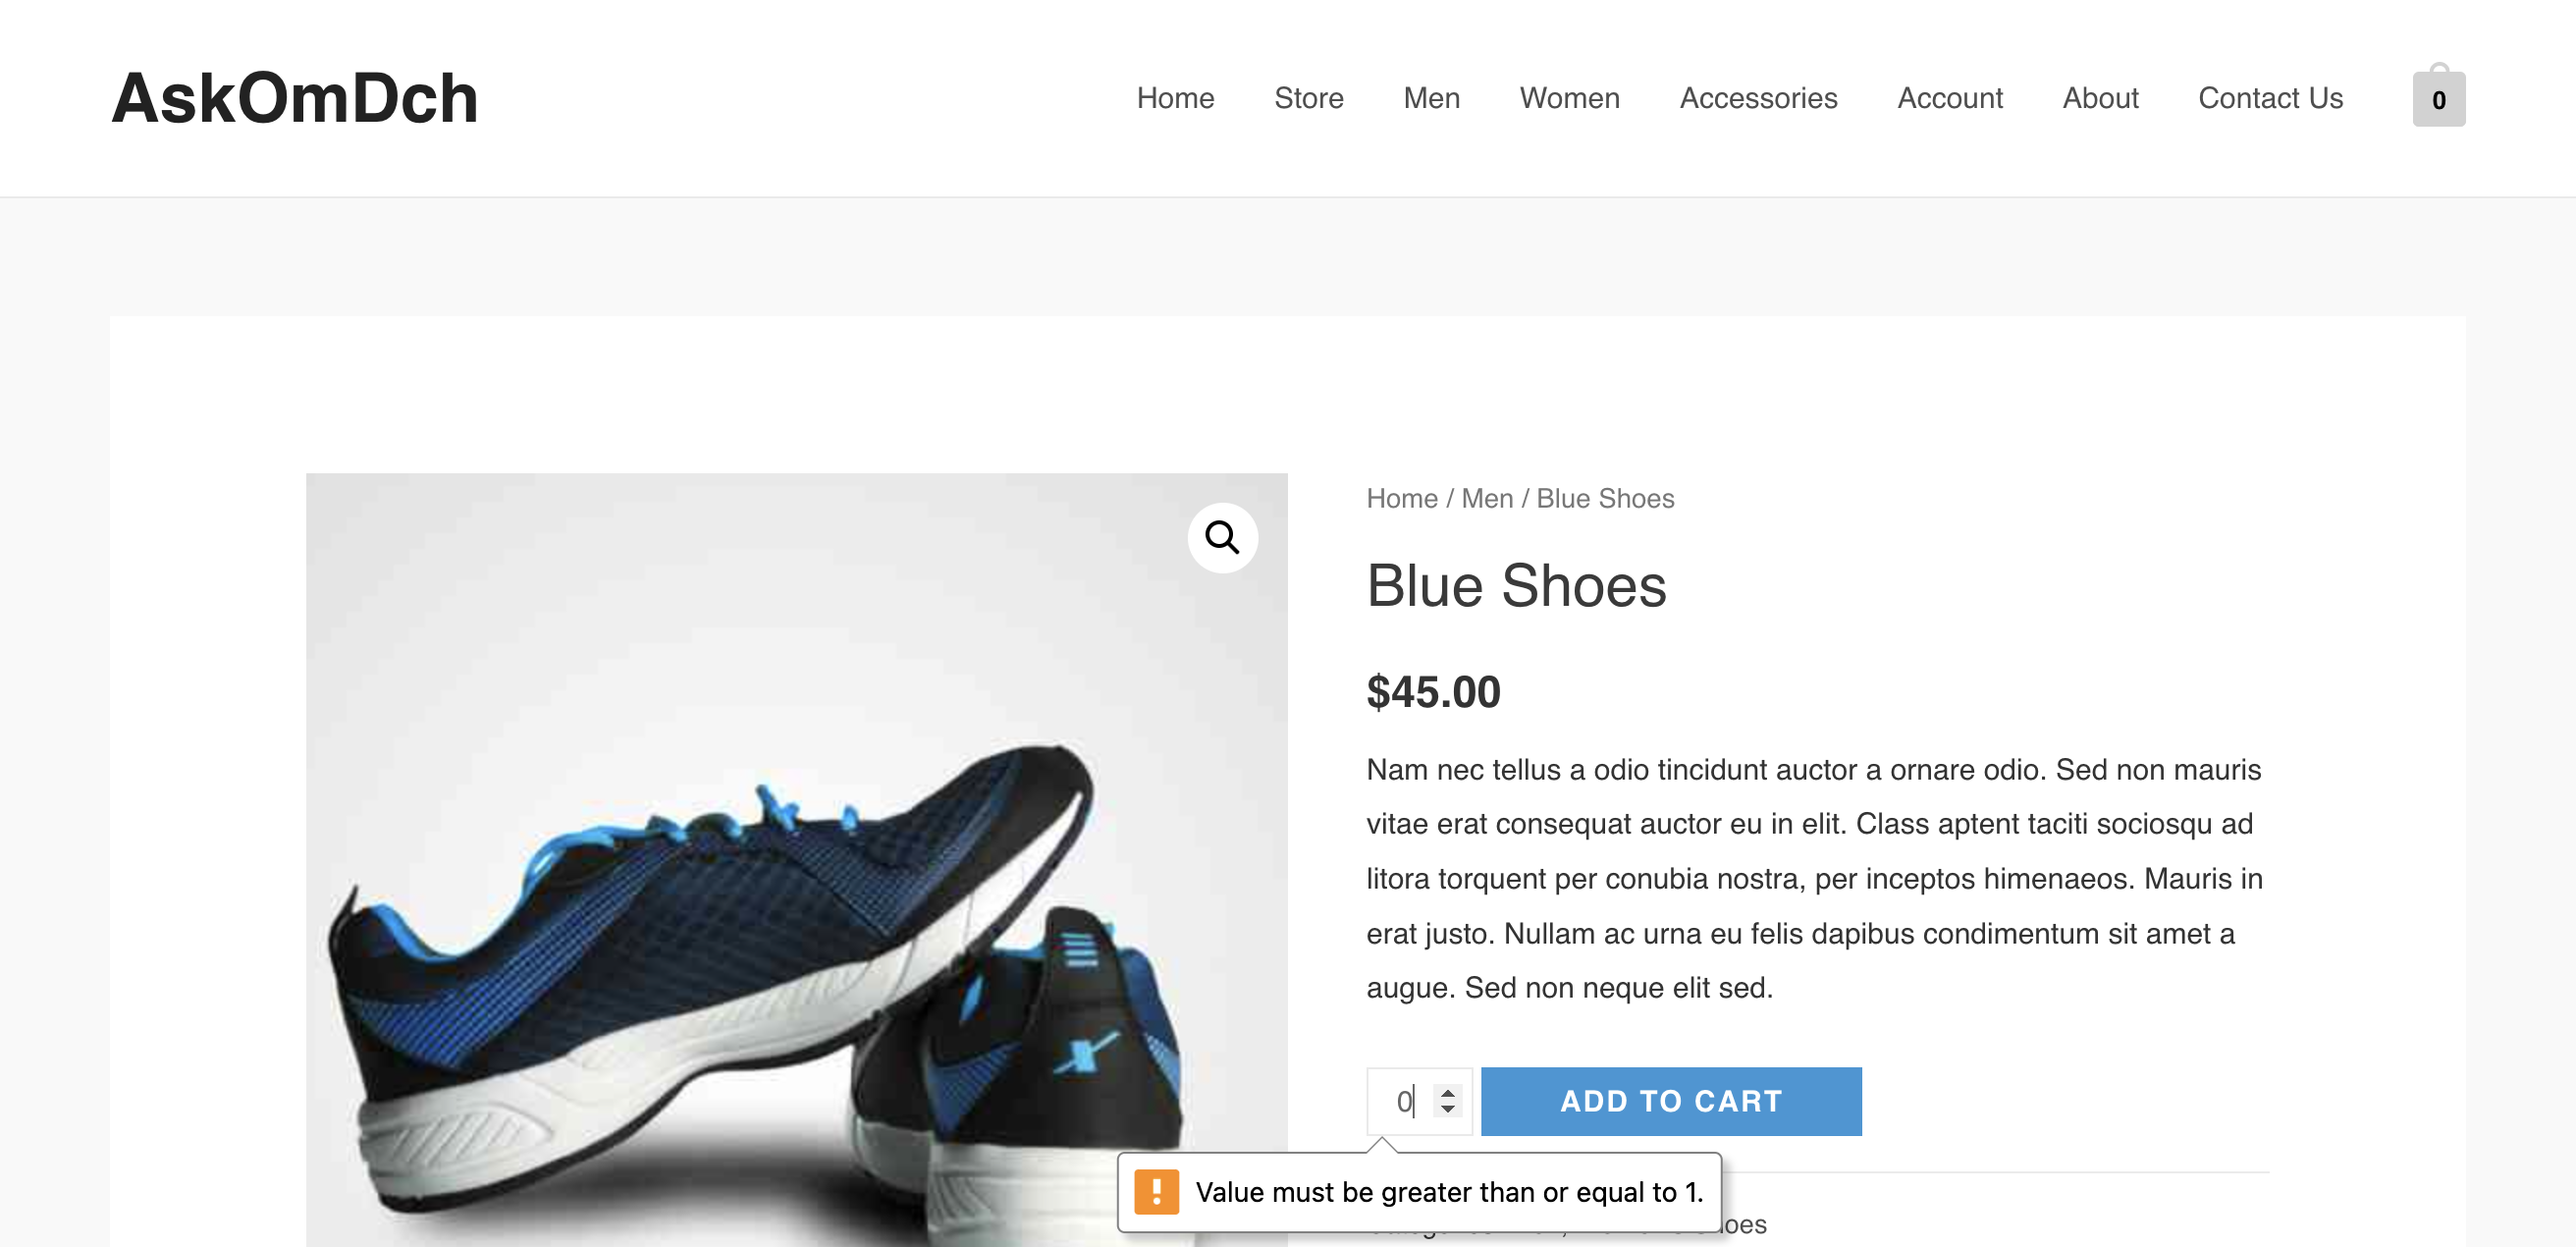 AskOmDch
Home Store Men Women Accessories Account About Contact Us 0
Home / Men / Blue Shoes
Blue Shoes
$45.00
Nam nec tellus a odio tincidunt auctor a ornare odio. Sed non mauris
vitae erat consequat auctor eu in elit. Class aptent taciti sociosqu ad
litora torquent per conubia nostra, per inceptos himenaeos. Mauris in
erat justo. Nullam ac urna eu felis dapibus condimentum sit amet a
augue. Sed non neque elit sed.
0 ADD TO CART
Value must be greater than or equal to 1.